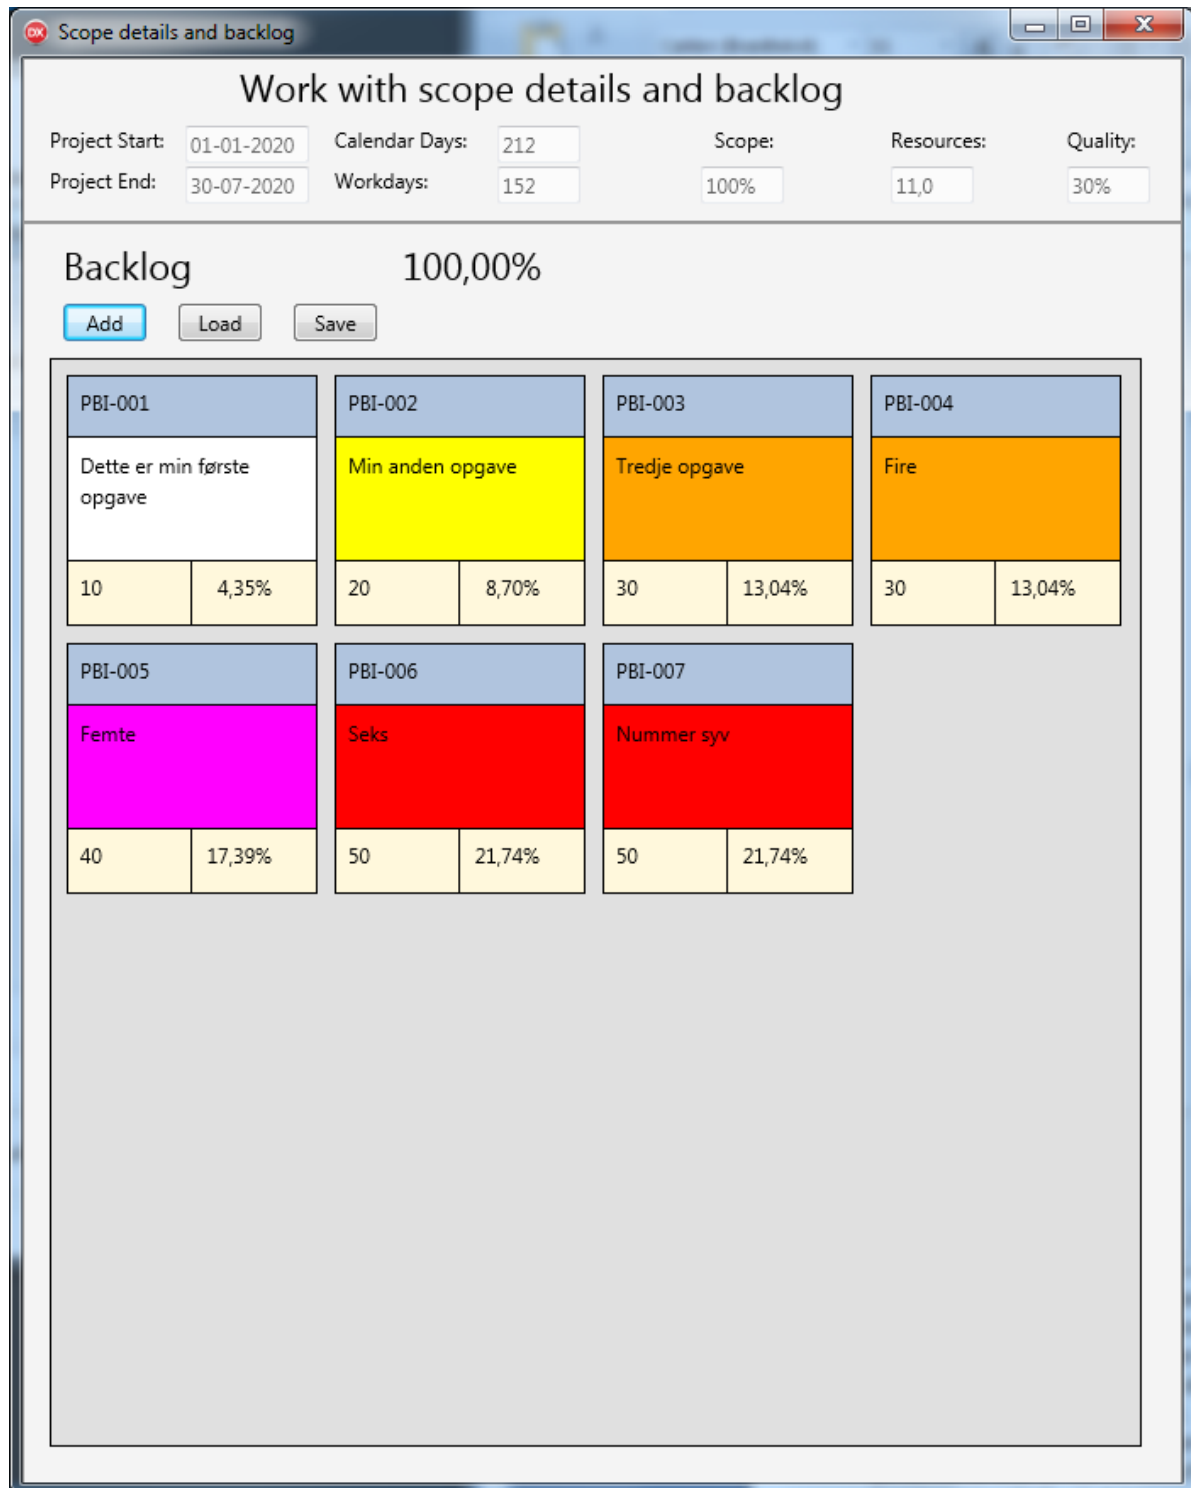 DX Scope details and backlog
Work with scope details and backlog
Project Start: 01-01-2020 Calendar Days: 212 Scope: Resources: Quality:
Project End: 30-07-2020 Workdays: 152 100% 11,0 30%
Backlog 100,00%
Add Load Save
PBI-001 PBI-002 PBI-003 PBI-004
Dette er min første Min anden opgave Tredje opgave Fire
opgave
10 4,35% 20 8,70% 30 13,04% 30 13,04%
PBI-005 PBI-006 PBI-007
Femte Seks Nummer syv
40 17,39% 50 21,74% 50 21,74%